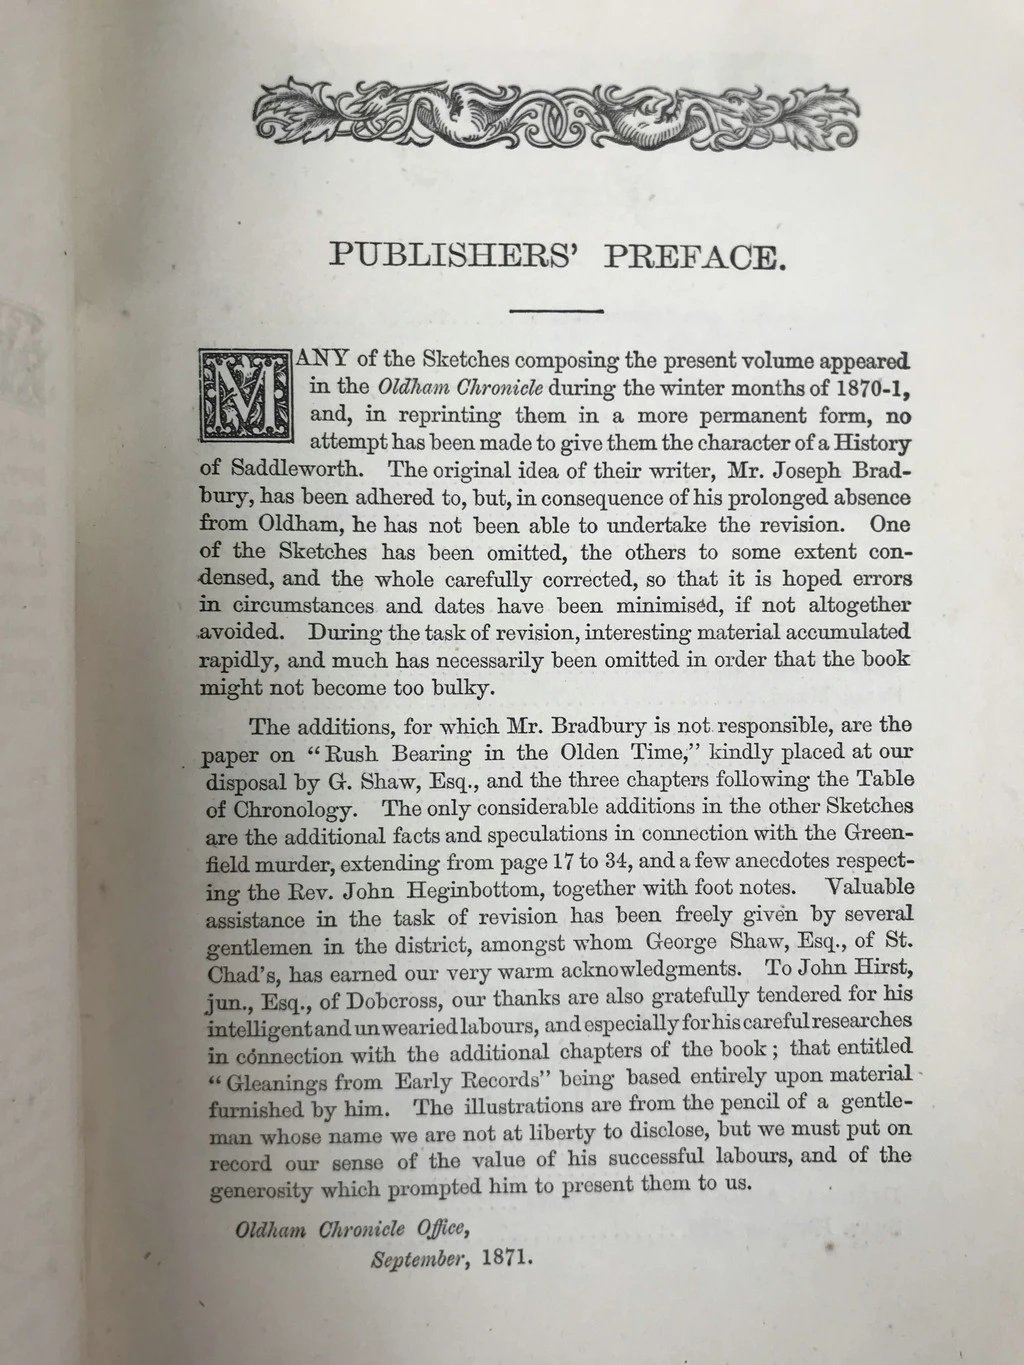 PUBLISHERS' PREFACE.
MANY of the Sketches composing the present volume appeared
in the Oldham Chronicle during the winter months of 1870-1,
and, in reprinting them in a more permanent form, no
attempt has been made to give them the character of a History
of Saddleworth. The original idea of their writer, Mr. Joseph Brad-
bury, has been adhered to, but, in consequence of his prolonged absence
from Oldham, he has not been able to undertake the revision. One
of the Sketches has been omitted, the others to some extent con-
densed, and the whole carefully corrected, so that it is hoped errors
in circumstances and dates have been minimised, if not altogether
avoided. During the task of revision, interesting material accumulated
rapidly, and much has necessarily been omitted in order that the book
might not become too bulky.
The additions, for which Mr. Bradbury is not responsible, are the
paper on “Rush Bearing in the Olden Time,” kindly placed at our
disposal by G. Shaw, Esq., and the three chapters following the Table
of Chronology. The only considerable additions in the other Sketches
are the additional facts and speculations in connection with the Green-
field murder, extending from page 17 to 34, and a few anecdotes respect-
ing the Rev. John Heginbottom, together with foot notes. Valuable
assistance in the task of revision has been freely given by several
gentlemen in the district, amongst whom George Shaw, Esq., of St.
Chad's, has earned our very warm acknowledgments. To John Hirst,
jun., Esq., of Dobcross, our thanks are also gratefully tendered for his
intelligent and unwearied labours, and especially for his careful researches
in connection with the additional chapters of the book; that entitled
“Gleanings from Early Records” being based entirely upon material
furnished by him. The illustrations are from the pencil of a gentle-
man whose name we are not at liberty to disclose, but we must put on
record our sense of the value of his successful labours, and of the
generosity which prompted him to present them to us.
Oldham Chronicle Office,
September, 1871.